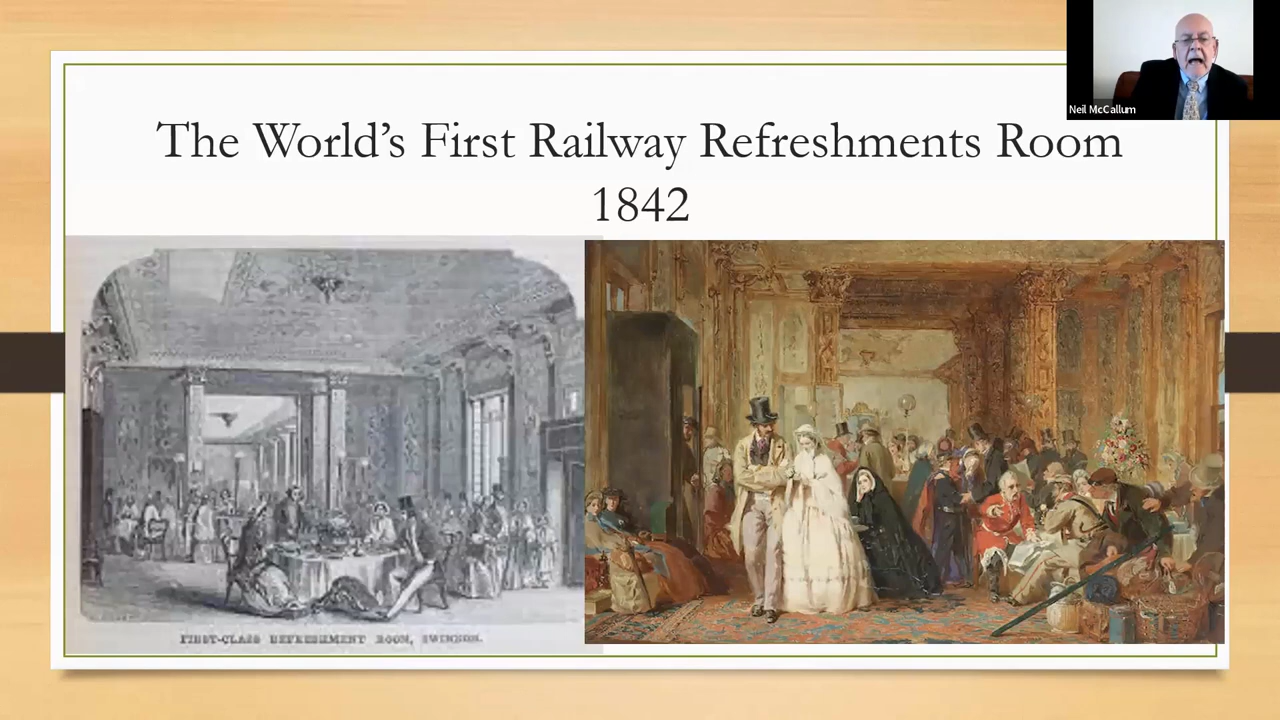 The World’s First Railway Refreshments Room
1842
Neil McCallum
FIRST-CLASS REFRESHMENT ROOM, SWINDON.